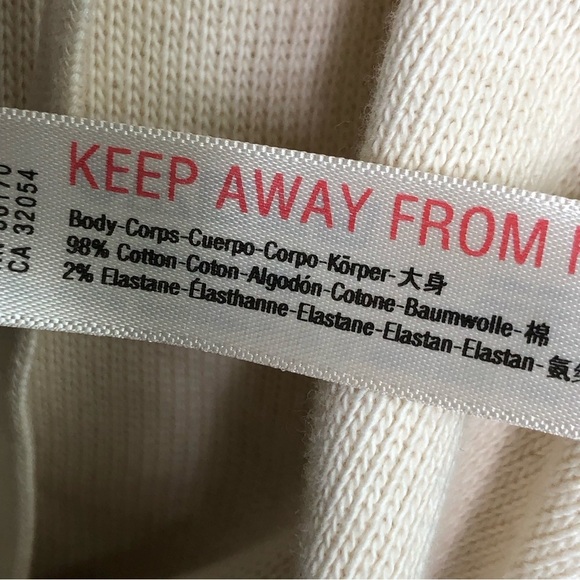 KEEP AWAY FROM
Body-Corps-Cuerpo-Corpo-Körper-大身
98% Cotton-Coton-Algodón-Cotone-Baumwolle-棉
2% Elastane-Élasthanne-Elastane-Elastan-Elastan-氨
CA 32054